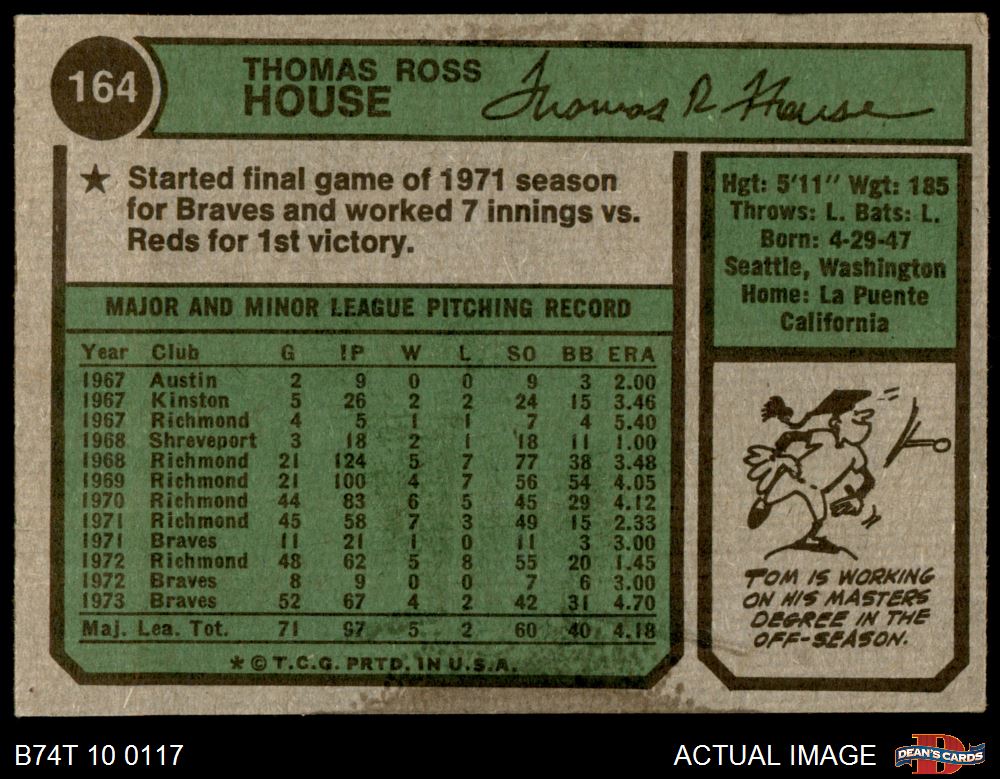 164
THOMAS ROSS
HOUSE
Thomas R House
★ Started final game of 1971 season
for Braves and worked 7 innings vs.
Reds for 1st victory.
Hgt: 5'11'' Wgt: 185
Throws: L. Bats: L.
Born: 4-29-47
Seattle, Washington
Home: La Puente
California
MAJOR AND MINOR LEAGUE PITCHING RECORD
Year Club G IP W L SO BB ERA
1967 Austin 2 9 0 0 9 3 2.00
1967 Kinston 5 26 2 2 24 15 3.46
1967 Richmond 4 5 1 1 7 4 5.40
1968 Shreveport 3 18 2 1 18 11 1.00
1968 Richmond 21 124 5 7 77 38 3.48
1969 Richmond 21 100 4 7 56 54 4.05
1970 Richmond 44 83 6 5 45 29 4.12
1971 Richmond 45 58 7 3 49 15 2.33
1971 Braves 11 21 1 0 11 3 3.00
1972 Richmond 48 62 5 8 55 20 1.45
1972 Braves 8 9 0 0 7 6 3.00
1973 Braves 52 67 4 2 42 31 4.70
Maj. Lea. Tot. 71 97 5 2 60 40 4.18
★ © T.C.G. PRTD. IN U.S.A.
TOM IS WORKING
ON HIS MASTERS
DEGREE IN THE
OFF-SEASON.
B74T 10 0117
ACTUAL IMAGE
DEAN'S CARDS